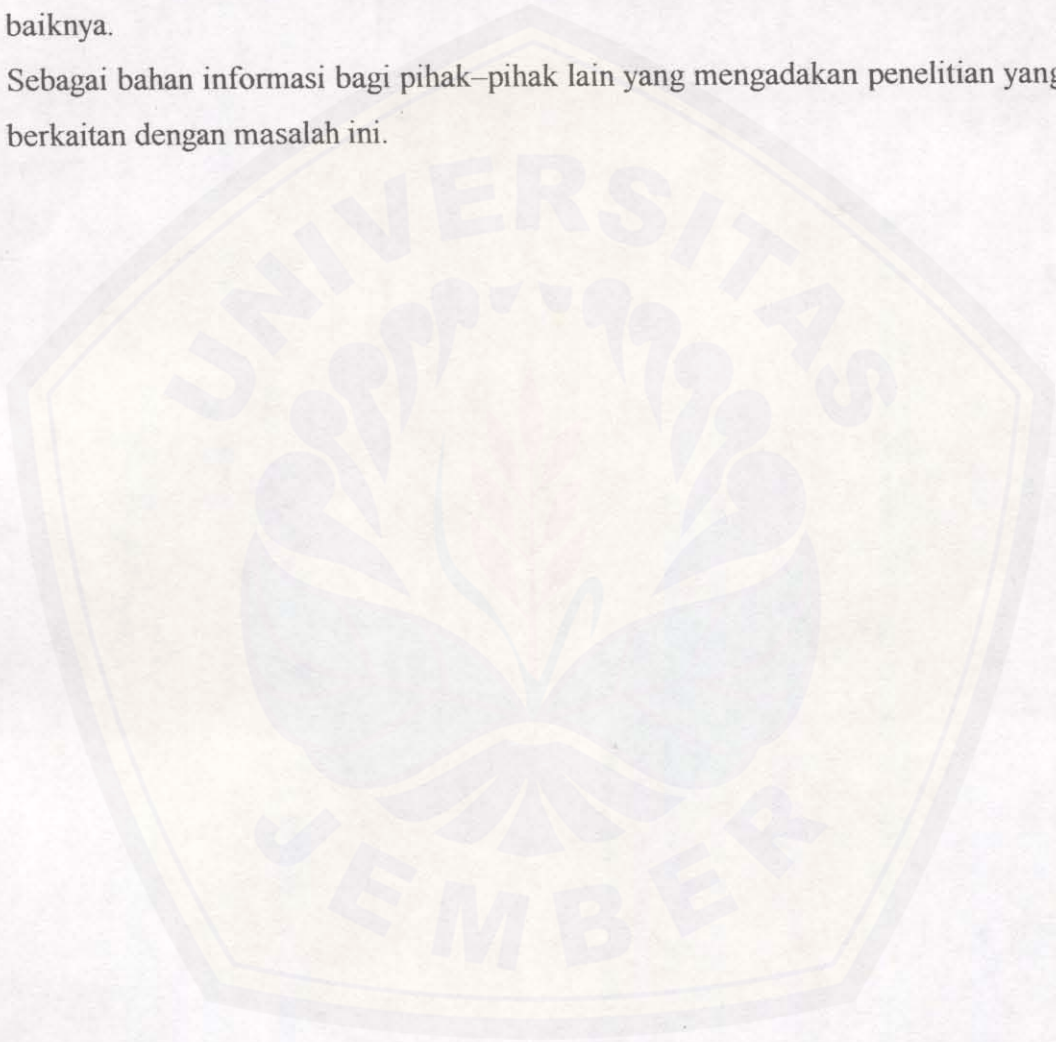 baiknya.
Sebagai bahan informasi bagi pihak–pihak lain yang mengadakan penelitian yang
berkaitan dengan masalah ini.
UNIVERSITAS
JEMBER